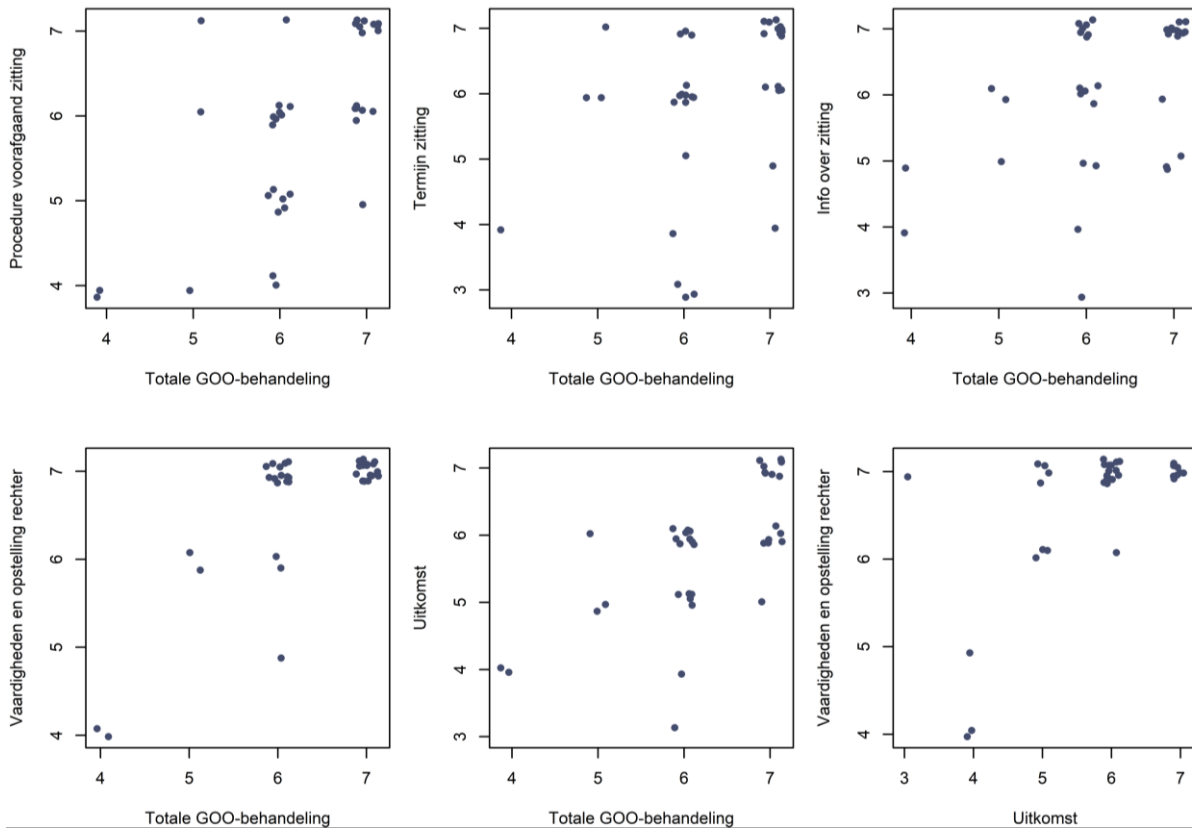 Procedure voorafgaand zitting
7
6
5
4
4 5 6 7
Totale GOO-behandeling
Termijn zitting
7
6
5
4
3
4 5 6 7
Totale GOO-behandeling
Info over zitting
7
6
5
4
3
4 5 6 7
Totale GOO-behandeling
Vaardigheden en opstelling rechter
7
6
5
4
4 5 6 7
Totale GOO-behandeling
Uitkomst
7
6
5
4
3
4 5 6 7
Totale GOO-behandeling
Vaardigheden en opstelling rechter
7
6
5
4
3 4 5 6 7
Uitkomst